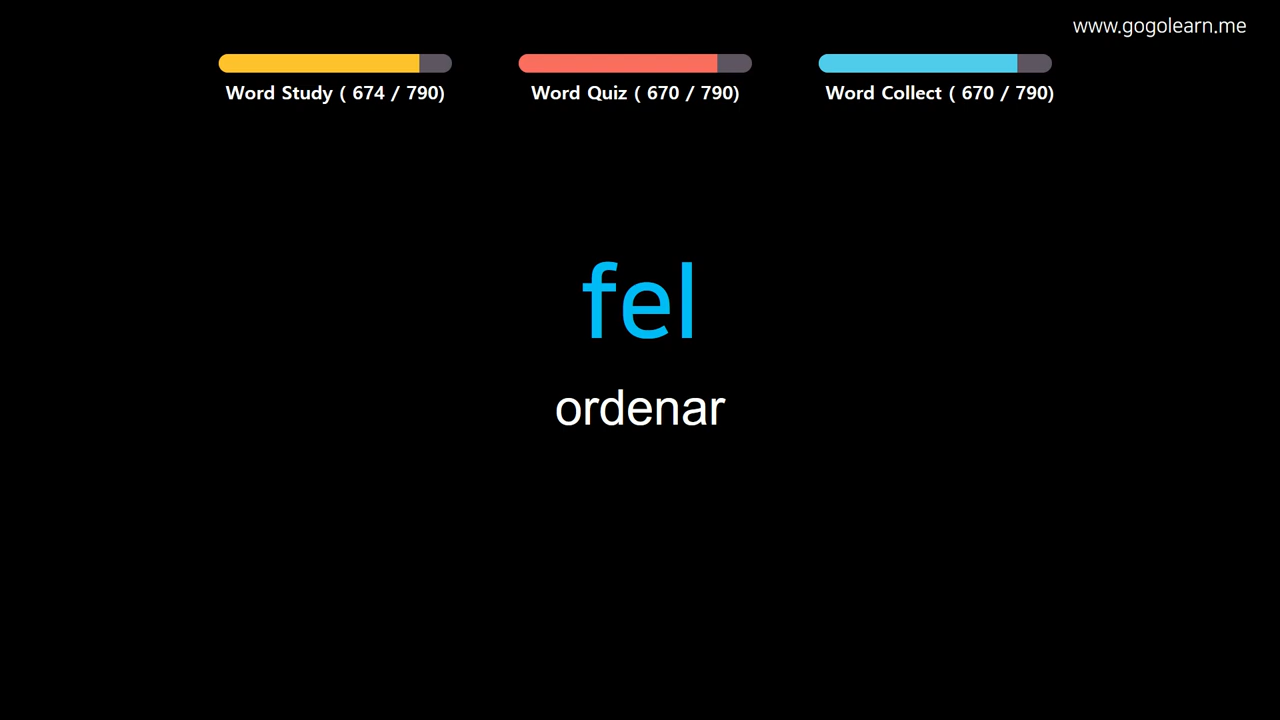 www.gogolearn.me
Word Study ( 674 / 790)
Word Quiz ( 670 / 790)
Word Collect ( 670 / 790)
fel
ordenar